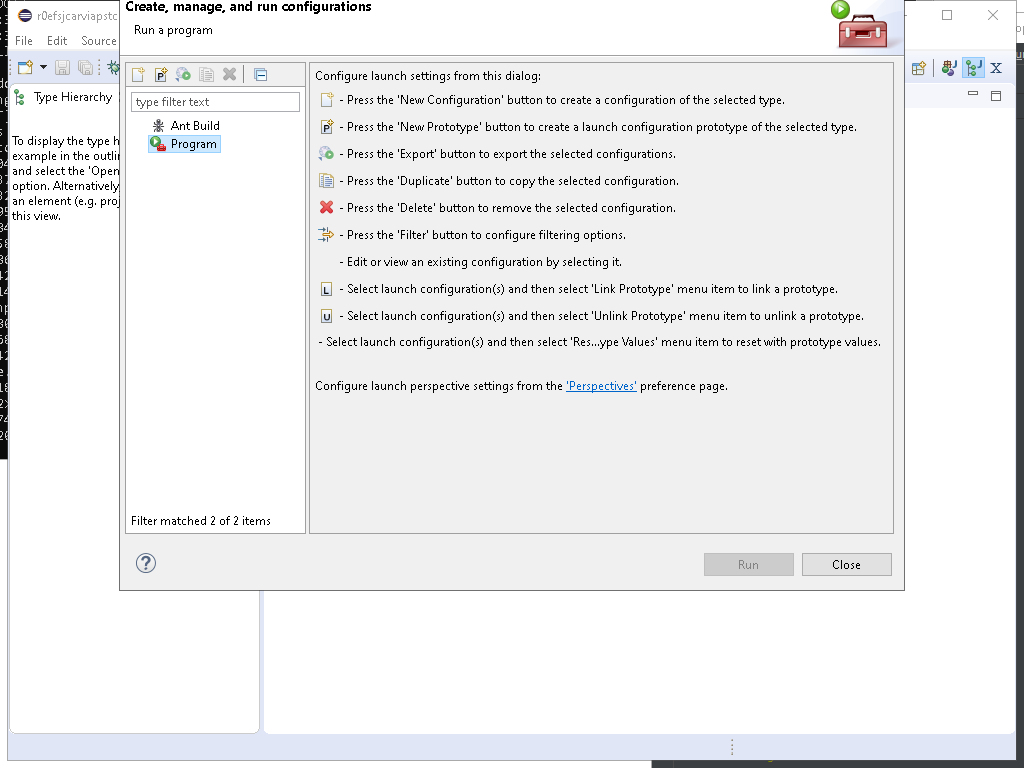 Create, manage, and run configurations
Run a program
r0efsjcarviapstc
File Edit Source
Type Hierarchy
To display the type h
example in the outli
and select the 'Open
option. Alternatively
an element (e.g. proj
this view.
type filter text
Ant Build
Program
Filter matched 2 of 2 items
Configure launch settings from this dialog:
- Press the 'New Configuration' button to create a configuration of the selected type.
- Press the 'New Prototype' button to create a launch configuration prototype of the selected type.
- Press the 'Export' button to export the selected configurations.
- Press the 'Duplicate' button to copy the selected configuration.
- Press the 'Delete' button to remove the selected configuration.
- Press the 'Filter' button to configure filtering options.
- Edit or view an existing configuration by selecting it.
L - Select launch configuration(s) and then select 'Link Prototype' menu item to link a prototype.
U - Select launch configuration(s) and then select 'Unlink Prototype' menu item to unlink a prototype.
- Select launch configuration(s) and then select 'Res...ype Values' menu item to reset with prototype values.
Configure launch perspective settings from the 'Perspectives' preference page.
Run
Close